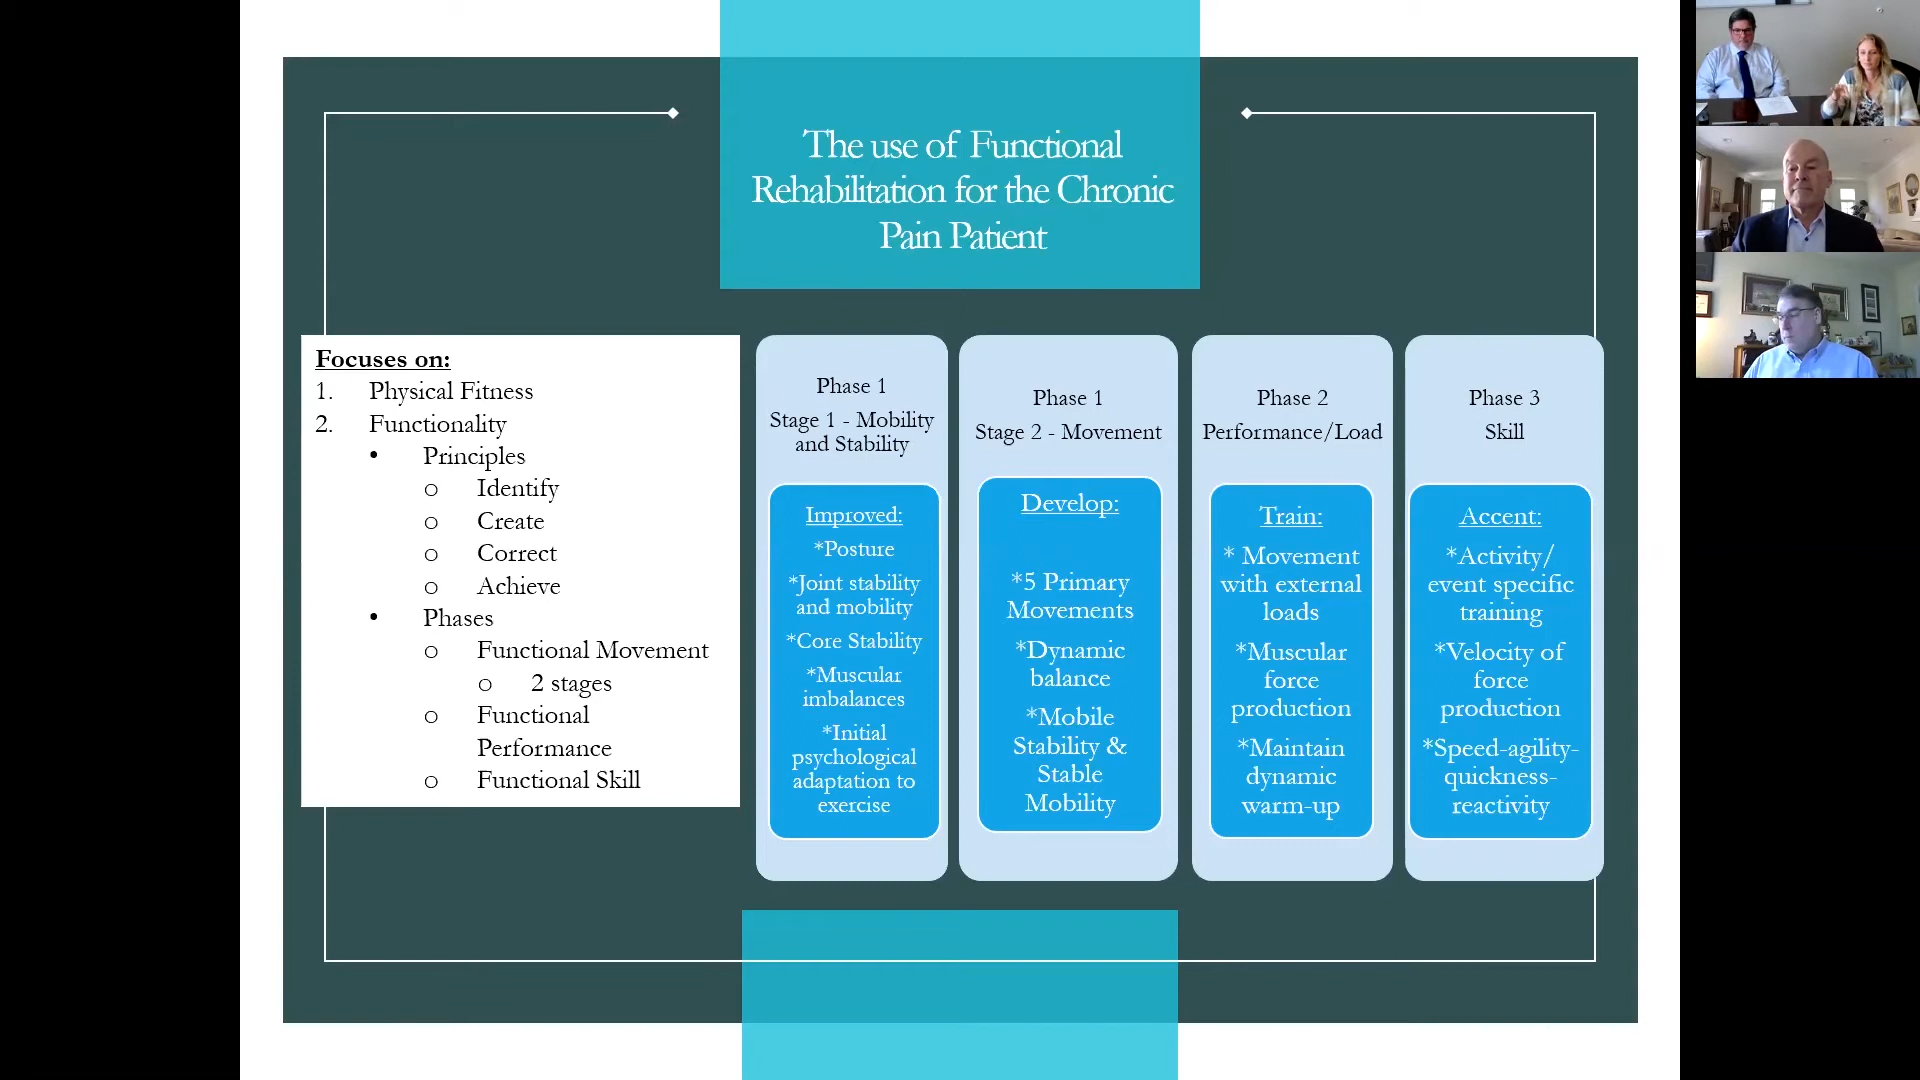 The use of Functional
Rehabilitation for the Chronic
Pain Patient
Focuses on:
1. Physical Fitness
2. Functionality
• Principles
o Identify
o Create
o Correct
o Achieve
• Phases
o Functional Movement
o 2 stages
o Functional
Performance
o Functional Skill
Phase 1
Stage 1 - Mobility
and Stability
Improved:
*Posture
*Joint stability
and mobility
*Core Stability
*Muscular
imbalances
*Initial
psychological
adaptation to
exercise
Phase 1
Stage 2 - Movement
Develop:
*5 Primary
Movements
*Dynamic
balance
*Mobile
Stability &
Stable
Mobility
Phase 2
Performance/Load
Train:
* Movement
with external
loads
*Muscular
force
production
*Maintain
dynamic
warm-up
Phase 3
Skill
Accent:
*Activity/
event specific
training
*Velocity of
force
production
*Speed-agility-
quickness-
reactivity